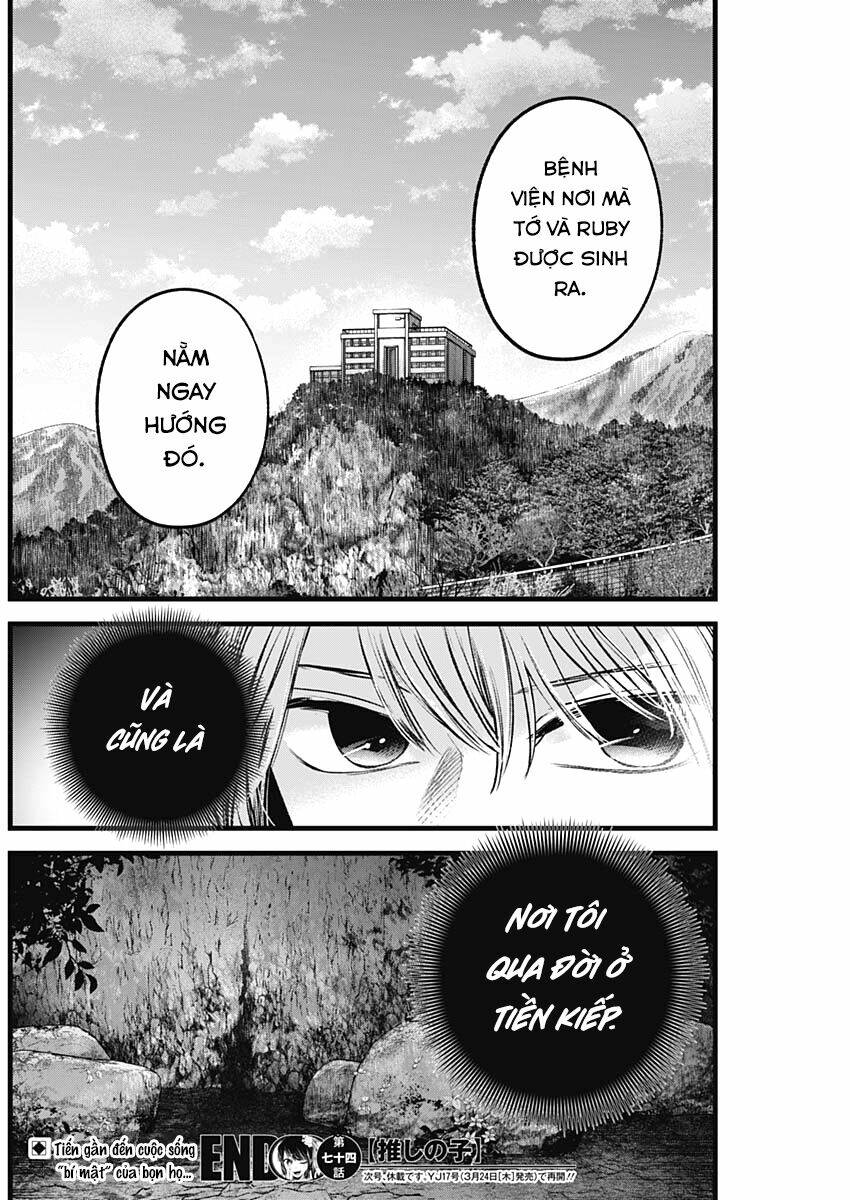 BỆNH
VIỆN NƠI MÀ
TỚ VÀ RUBY
ĐƯỢC SINH
RA.
NẰM
NGAY
HƯỚNG
ĐÓ.
VÀ
CŨNG LÀ
NƠI TÔI
QUA ĐỜI Ở
TIỀN KIẾP.
Tiến gần đến cuộc sống
"bí mật" của bọn họ...
END
第
七十四
話
【推しの子】
次号、休載です。YJ17号(3月24日[木]発売)で再開!!